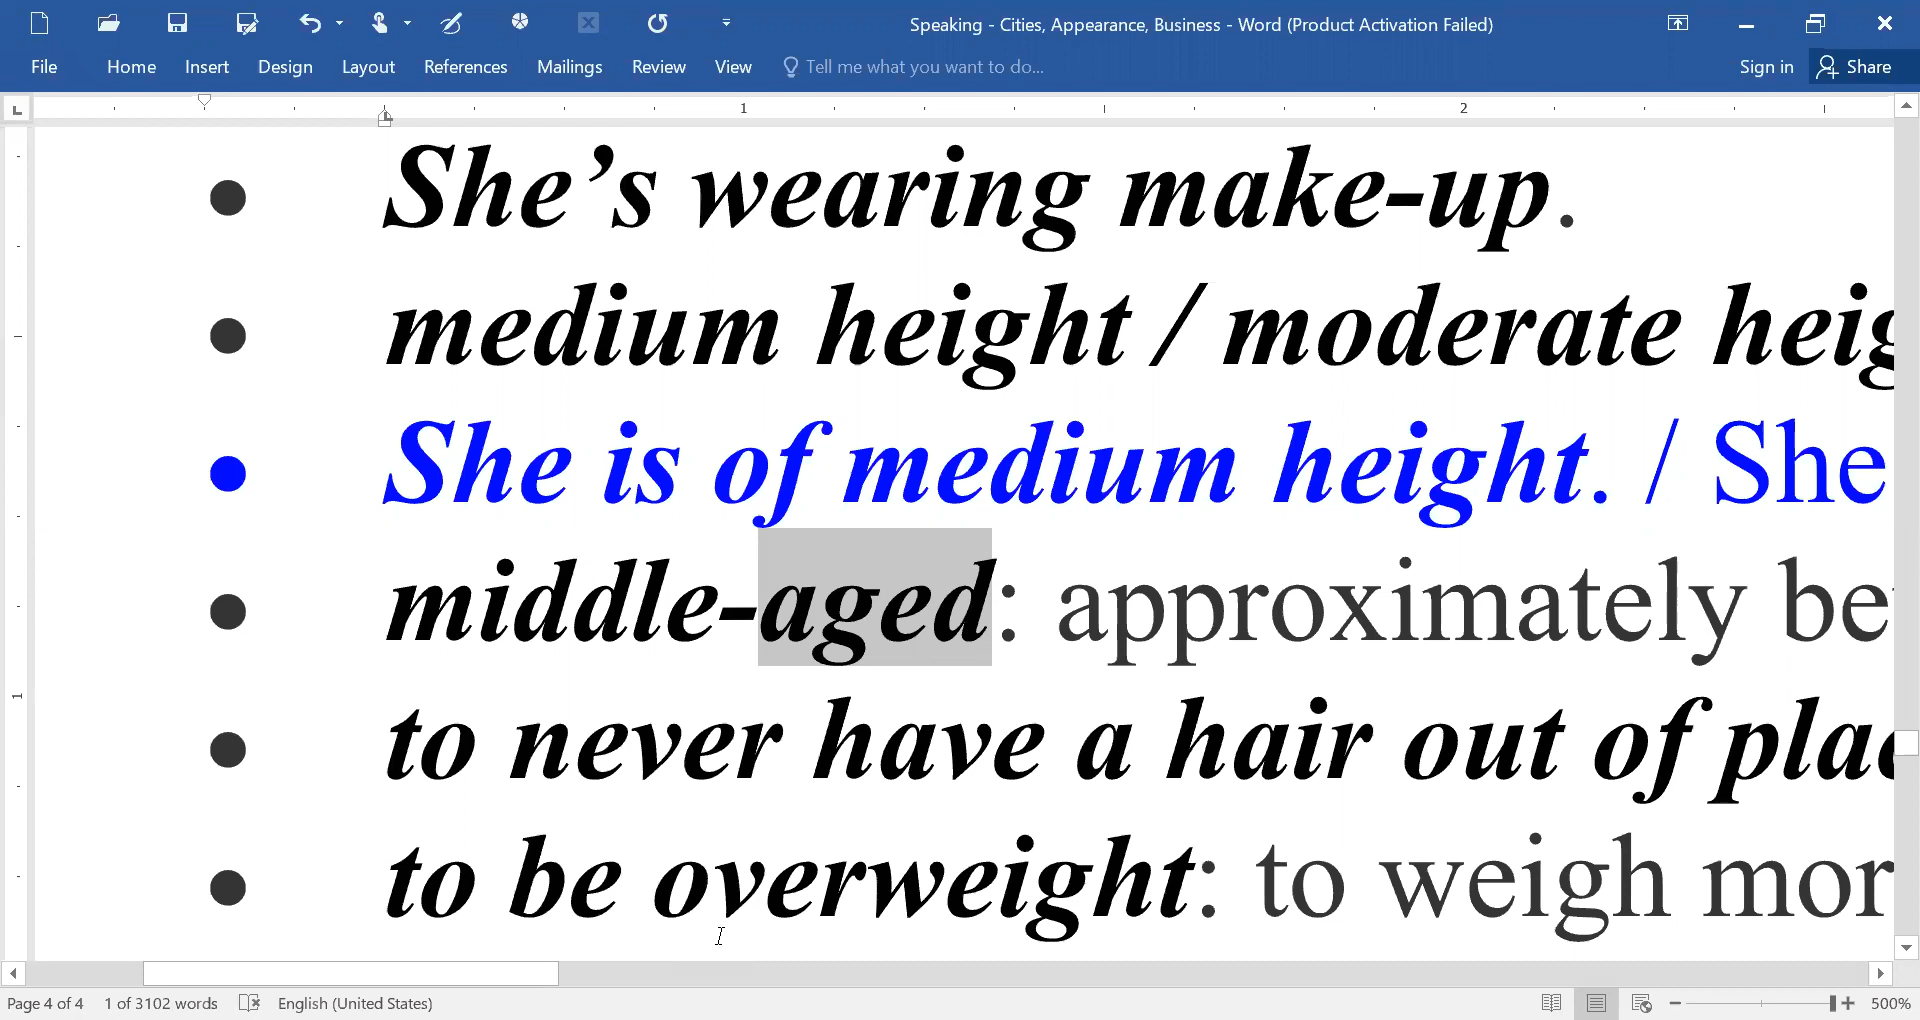 Speaking - Cities, Appearance, Business - Word (Product Activation Failed)
File Home Insert Design Layout References Mailings Review View Tell me what you want to do... Sign in Share
1 2
She’s wearing make-up.
medium height / moderate heig
She is of medium height. / She
middle-aged: approximately be
1
to never have a hair out of plac
to be overweight: to weigh mor
Page 4 of 4 1 of 3102 words English (United States) 500%